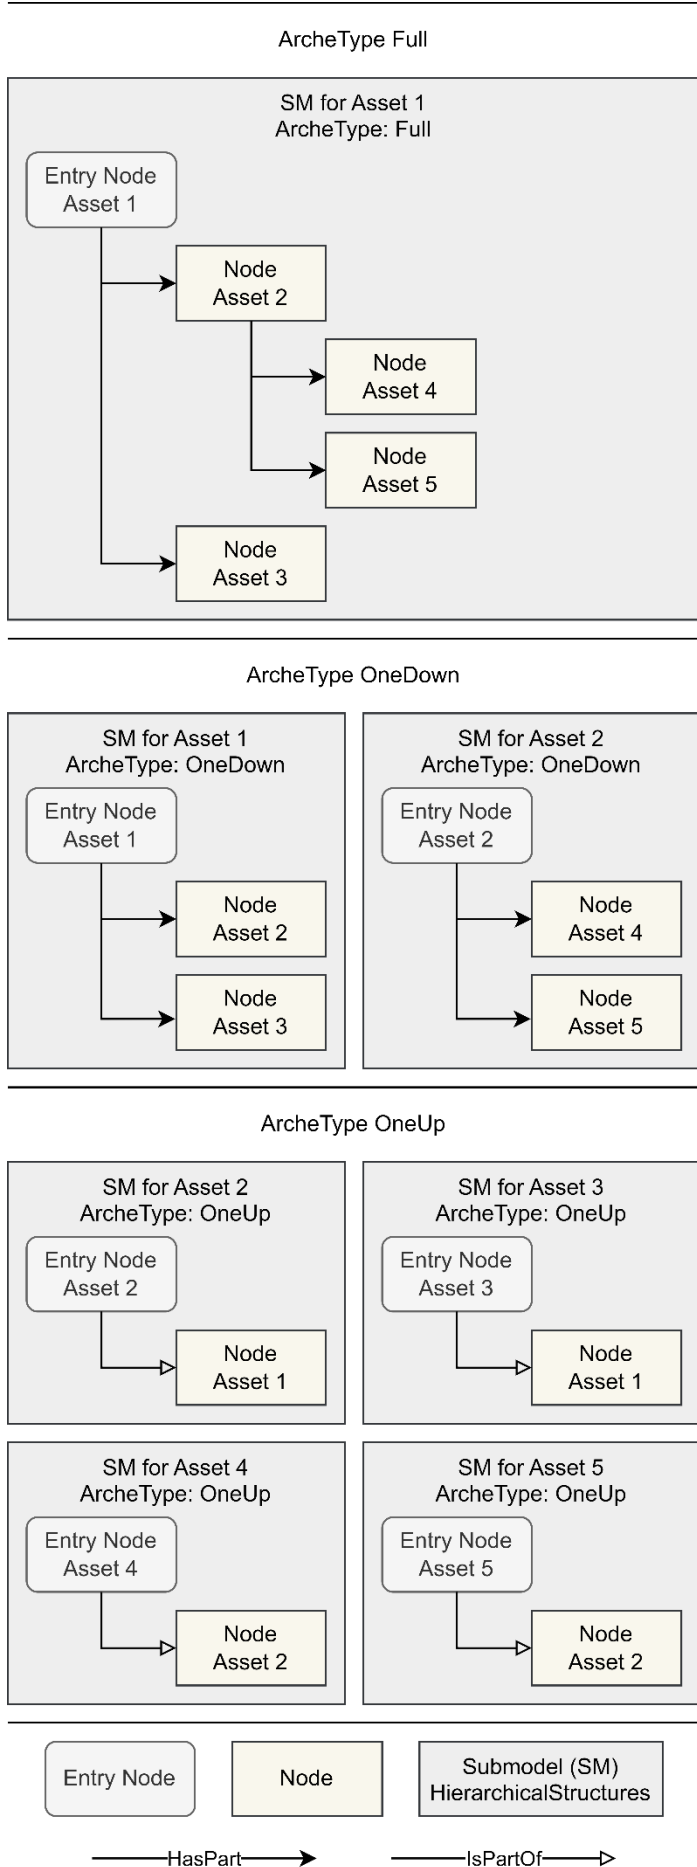 ArcheType Full
SM for Asset 1
ArcheType: Full
Entry Node
Asset 1
Node
Asset 2
Node
Asset 4
Node
Asset 5
Node
Asset 3
ArcheType OneDown
SM for Asset 1
ArcheType: OneDown
Entry Node
Asset 1
Node
Asset 2
Node
Asset 3
SM for Asset 2
ArcheType: OneDown
Entry Node
Asset 2
Node
Asset 4
Node
Asset 5
ArcheType OneUp
SM for Asset 2
ArcheType: OneUp
Entry Node
Asset 2
Node
Asset 1
SM for Asset 3
ArcheType: OneUp
Entry Node
Asset 3
Node
Asset 1
SM for Asset 4
ArcheType: OneUp
Entry Node
Asset 4
Node
Asset 2
SM for Asset 5
ArcheType: OneUp
Entry Node
Asset 5
Node
Asset 2
Entry Node
Node
Submodel (SM)
HierarchicalStructures
HasPart
IsPartOf